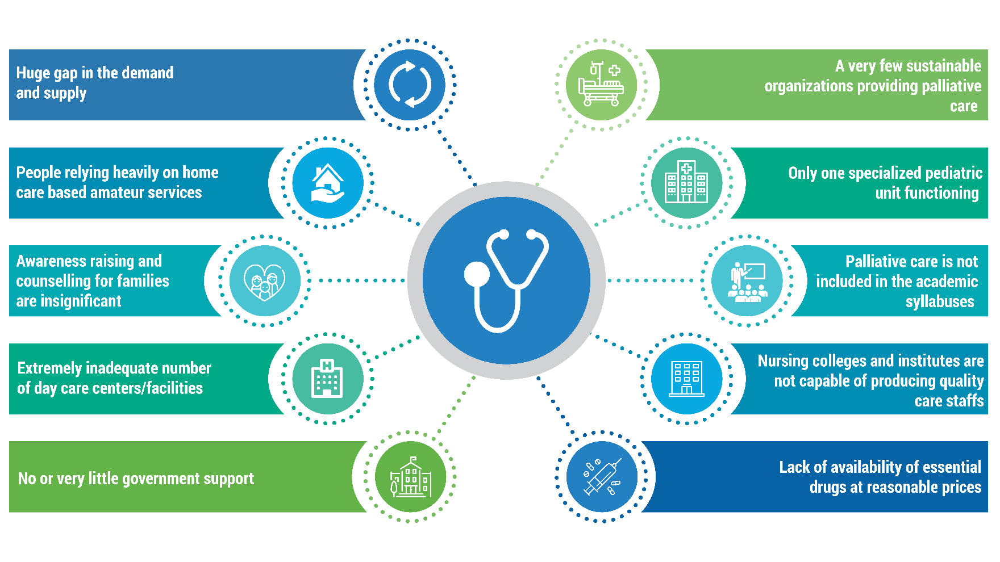 Huge gap in the demand
and supply
People relying heavily on home
care based amateur services
Awareness raising and
counselling for families
are insignificant
Extremely inadequate number
of day care centers/facilities
No or very little government support
A very few sustainable
organizations providing palliative
care
Only one specialized pediatric
unit functioning
Palliative care is not
included in the academic
syllabuses
Nursing colleges and institutes are
not capable of producing quality
care staffs
Lack of availability of essential
drugs at reasonable prices
H